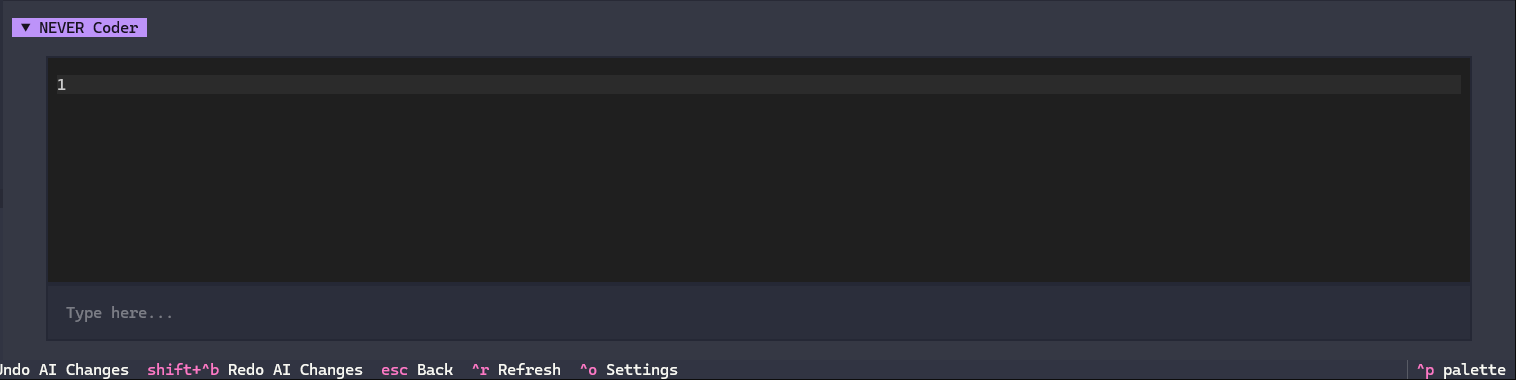 ▼ NEVER Coder
1
Type here...
Undo AI Changes shift+^b Redo AI Changes esc Back ^r Refresh ^o Settings ^p palette